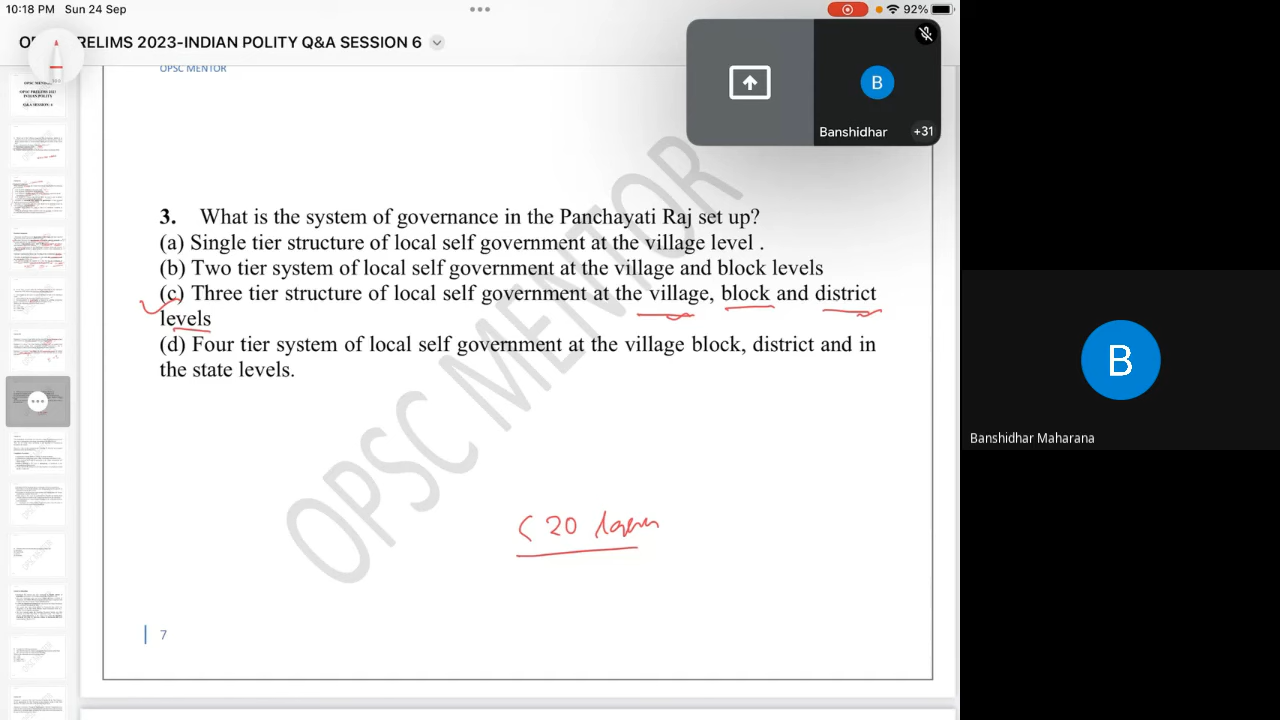 10:18 PM Sun 24 Sep
92%
RELIMS 2023-INDIAN POLITY Q&A SESSION 6
OPSC MENTOR
B
Banshidhar
+31
3. What is the system of governance in the Panchayati Raj set up?
(a) Single tier structure of local self government at the village level .
(b) Two tier system of local self government at the village and block levels
(c) Three tier structure of local self government at the village, block and district
levels
(d) Four tier system of local self government at the village block, district and in
the state levels.
OPSC MENTOR
< 20
7
B
Banshidhar Maharana